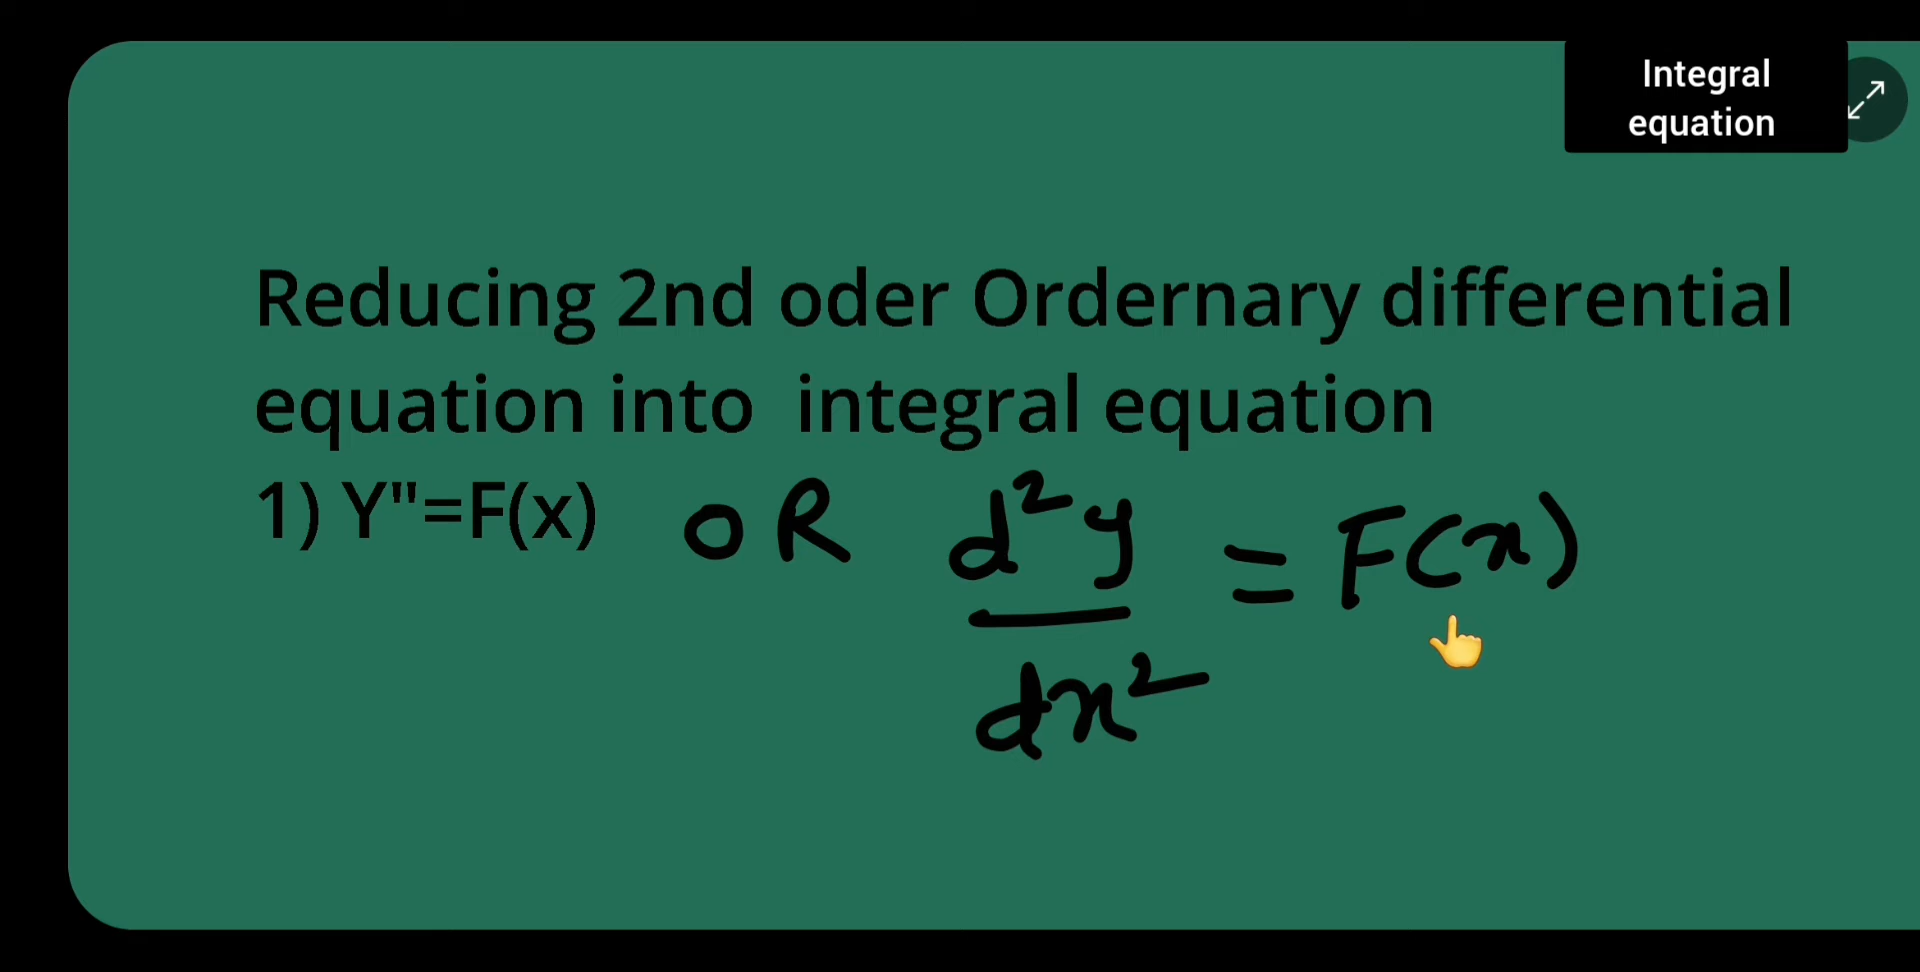 Integral
equation
Reducing 2nd oder Ordernary differential
equation into integral equation
1) Y"=F(x) OR d²y/dx² = F(x)